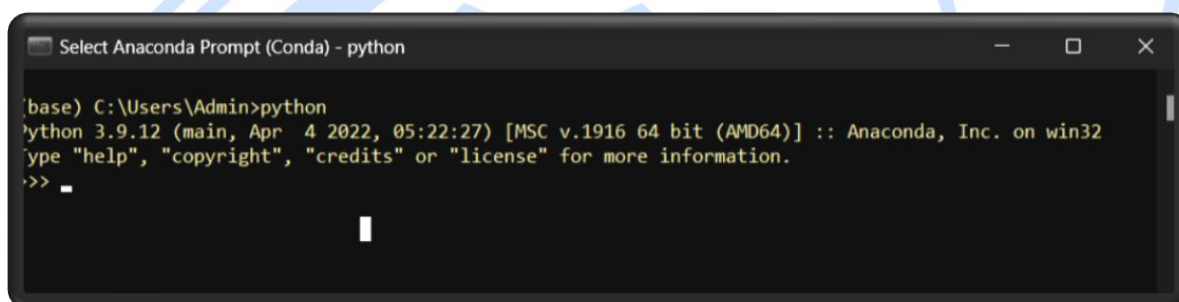 Select Anaconda Prompt (Conda) - python
(base) C:\Users\Admin>python
Python 3.9.12 (main, Apr  4 2022, 05:22:27) [MSC v.1916 64 bit (AMD64)] :: Anaconda, Inc. on win32
Type "help", "copyright", "credits" or "license" for more information.
>>>